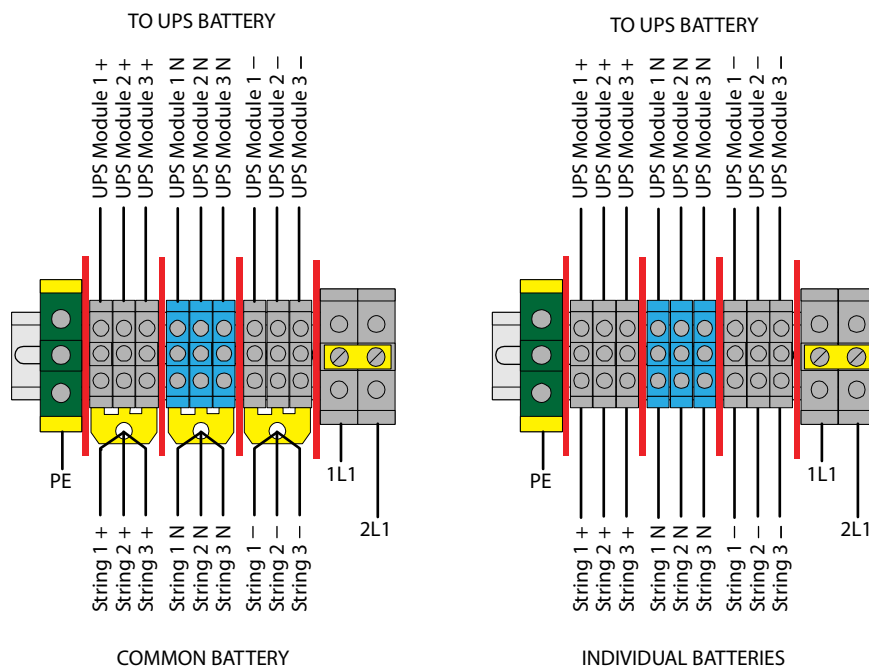 TO UPS BATTERY
UPS Module 1 +
UPS Module 2 +
UPS Module 3 +
UPS Module 1 N
UPS Module 2 N
UPS Module 3 N
UPS Module 1 –
UPS Module 2 –
UPS Module 3 –
PE
1L1
2L1
String 1 +
String 2 +
String 3 +
String 1 N
String 2 N
String 3 N
String 1 –
String 2 –
String 3 –
COMMON BATTERY
TO UPS BATTERY
UPS Module 1 +
UPS Module 2 +
UPS Module 3 +
UPS Module 1 N
UPS Module 2 N
UPS Module 3 N
UPS Module 1 –
UPS Module 2 –
UPS Module 3 –
PE
1L1
2L1
String 1 +
String 2 +
String 3 +
String 1 N
String 2 N
String 3 N
String 1 –
String 2 –
String 3 –
INDIVIDUAL BATTERIES